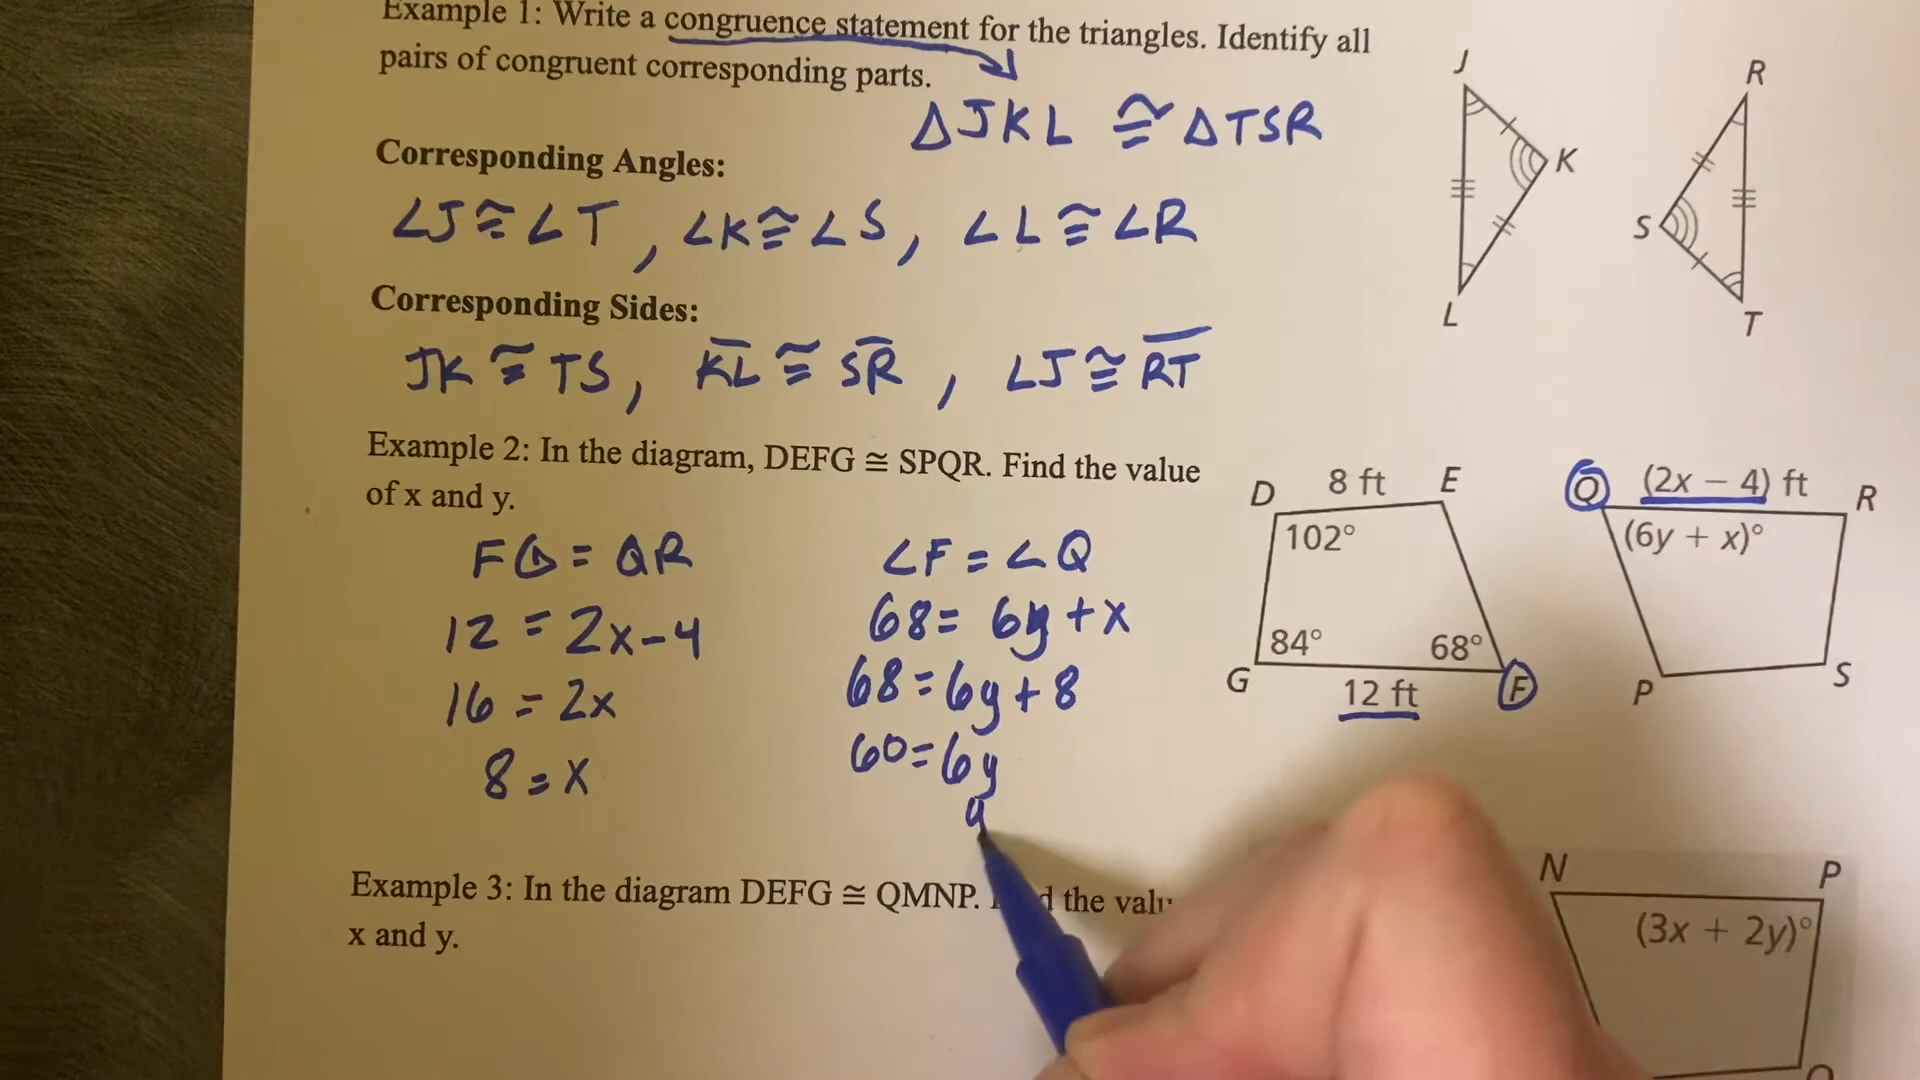 Example 1: Write a congruence statement for the triangles. Identify all
pairs of congruent corresponding parts.
ΔJKL ≅ ΔTSR
Corresponding Angles:
∠J ≅ ∠T , ∠K ≅ ∠S , ∠L ≅ ∠R
Corresponding Sides:
JK ≅ TS , K̅L̅ ≅ S̅R̅ , LJ ≅ R̅T̅
J
K
L
R
S
T
Example 2: In the diagram, DEFG ≅ SPQR. Find the value
of x and y.
FG = QR
12 = 2x - 4
16 = 2x
8 = x
∠F = ∠Q
68 = 6y + x
68 = 6y + 8
60 = 6y
D 8 ft E
102°
84° 68°
G 12 ft F
Q (2x − 4) ft R
(6y + x)°
P S
Example 3: In the diagram DEFG ≅ QMNP. the
x and y.
N P
(3x + 2y)°